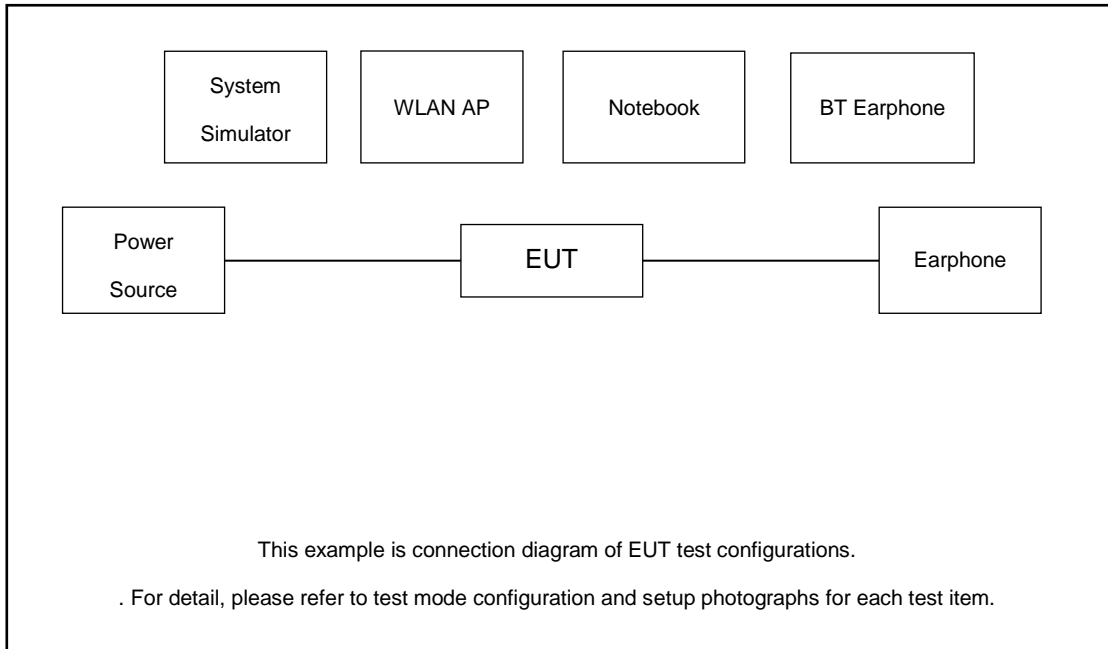 System
Simulator
WLAN AP
Notebook
BT Earphone
Power
Source
EUT
Earphone
This example is connection diagram of EUT test configurations.
. For detail, please refer to test mode configuration and setup photographs for each test item.